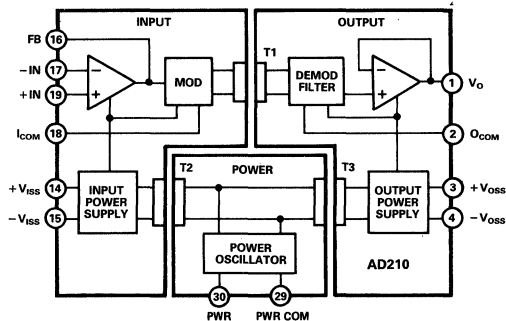 INPUT
OUTPUT
FB 16
-IN 17
+IN 19
ICOM 18
+VISS 14
-VISS 15
MOD
T1
DEMOD
FILTER
1 VO
2 OCOM
T2
POWER
T3
INPUT
POWER
SUPPLY
OUTPUT
POWER
SUPPLY
3 +VOSS
4 -VOSS
POWER
OSCILLATOR
AD210
30
29
PWR
PWR COM